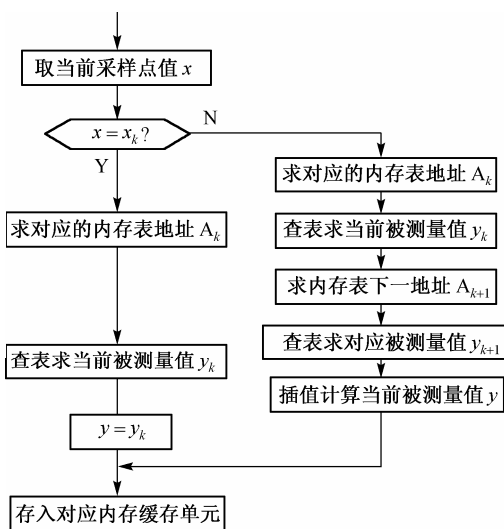 取当前采样点值 x
x = xₖ?
N
Y
求对应的内存表地址 Aₖ
查表求当前被测量值 yₖ
y = yₖ
求对应的内存表地址 Aₖ
查表求当前被测量值 yₖ
求内存表下一地址 Aₖ₊₁
查表求对应被测量值 yₖ₊₁
插值计算当前被测量值 y
存入对应内存缓存单元